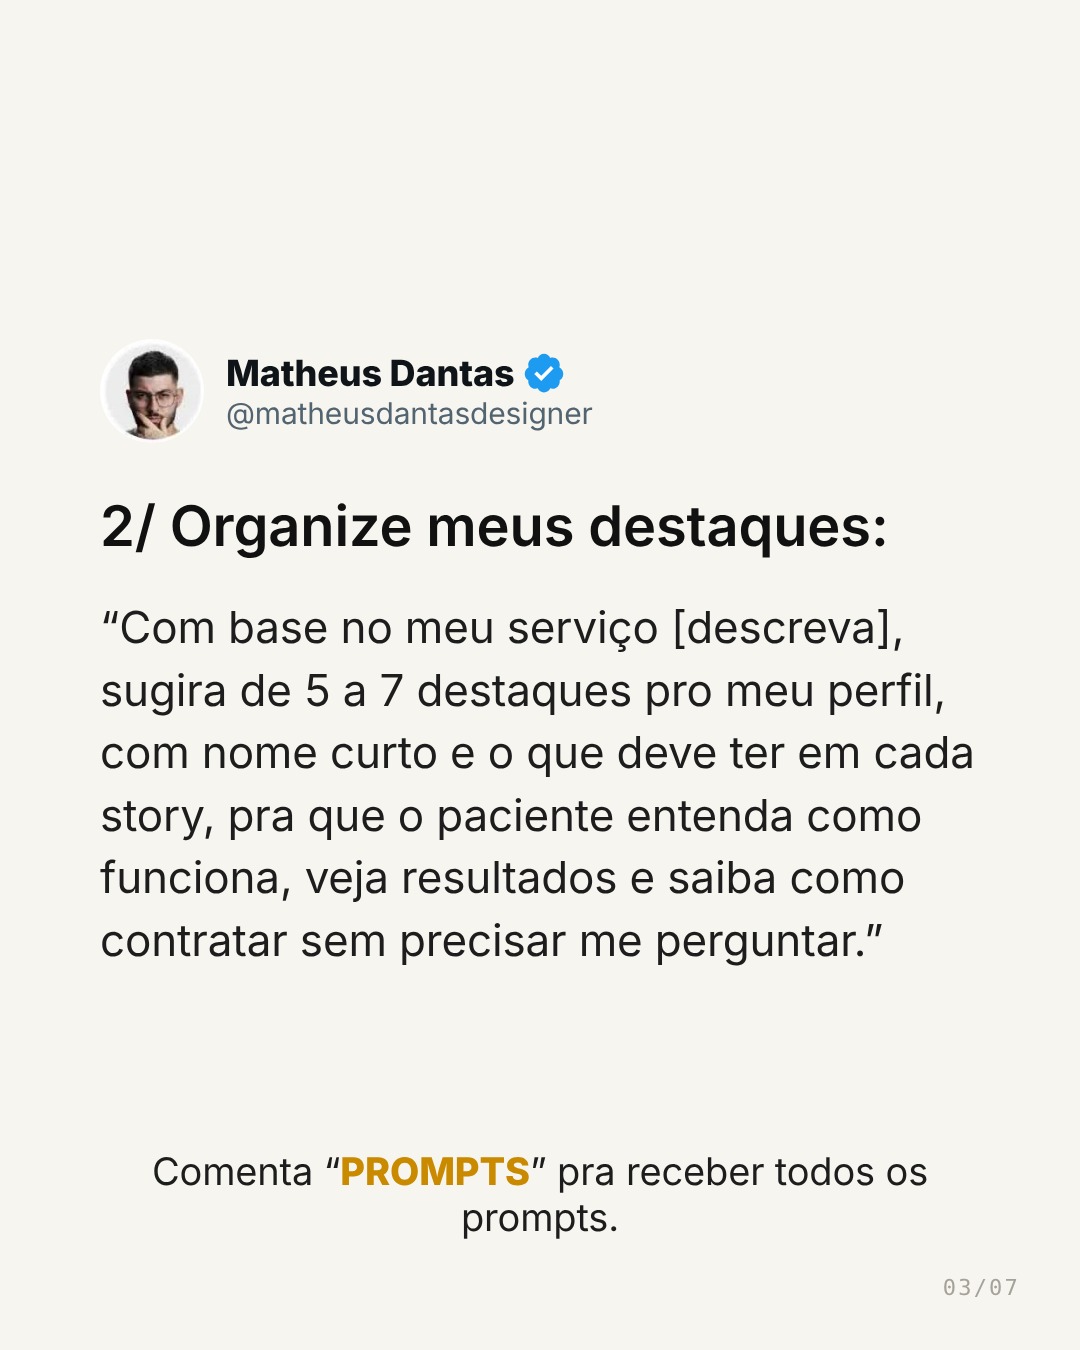 Matheus Dantas
@matheusdantasdesigner
2/ Organize meus destaques:
“Com base no meu serviço [descreva],
sugira de 5 a 7 destaques pro meu perfil,
com nome curto e o que deve ter em cada
story, pra que o paciente entenda como
funciona, veja resultados e saiba como
contratar sem precisar me perguntar.”
Comenta “PROMPTS” pra receber todos os
prompts.
03/07